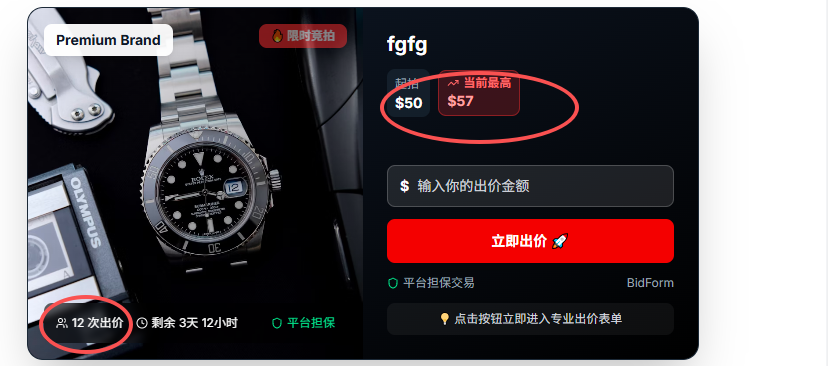 Premium Brand
🔥 限时竞拍
OLYMPUS
A
ROLEX
12
12 次出价
剩余 3天 12小时
平台担保
fgfg
起拍
$50
当前最高
$57
$ 输入你的出价金额
立即出价 🚀
平台担保交易
BidForm
💡 点击按钮立即进入专业出价表单